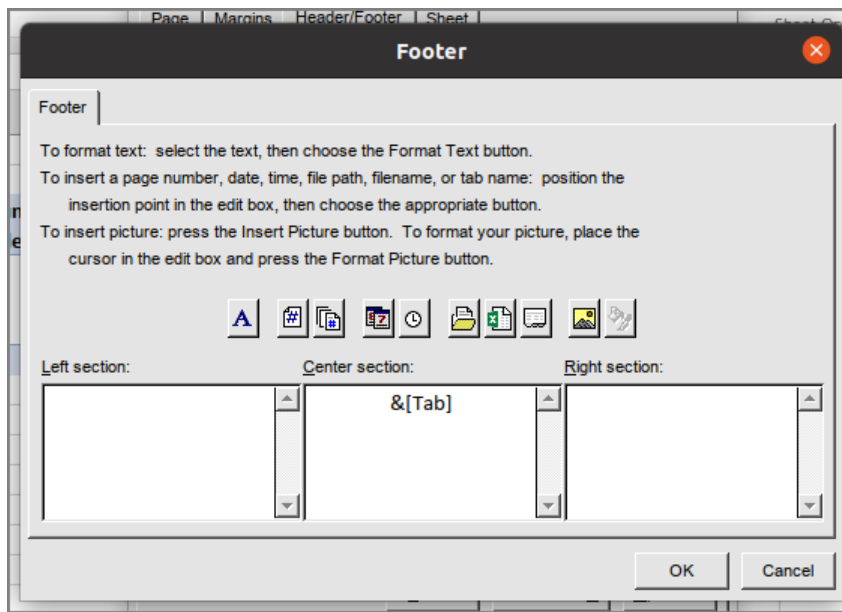 Page Margins Header/Footer Sheet
Footer
Footer
To format text: select the text, then choose the Format Text button.
To insert a page number, date, time, file path, filename, or tab name: position the
insertion point in the edit box, then choose the appropriate button.
To insert picture: press the Insert Picture button. To format your picture, place the
cursor in the edit box and press the Format Picture button.
A
Left section:
Center section:
Right section:
&[Tab]
OK
Cancel